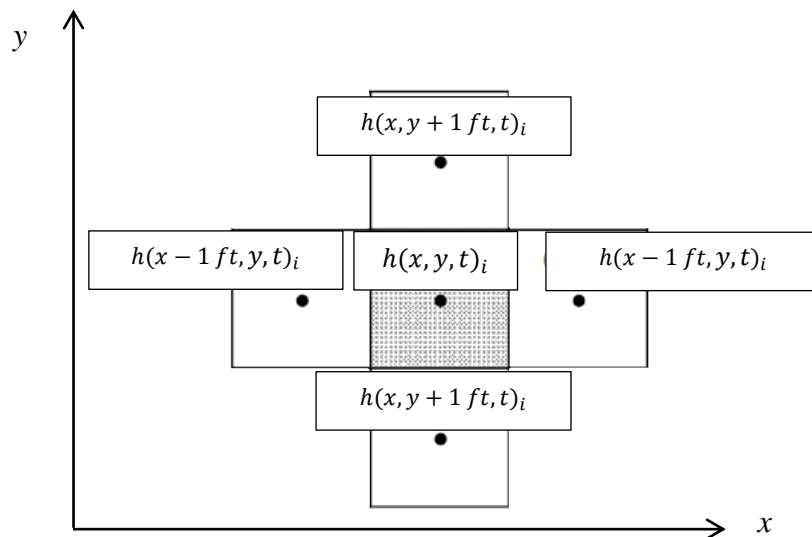 y
h(x, y + 1 ft, t)_i
h(x − 1 ft, y, t)_i
h(x, y, t)_i
h(x − 1 ft, y, t)_i
h(x, y + 1 ft, t)_i
x